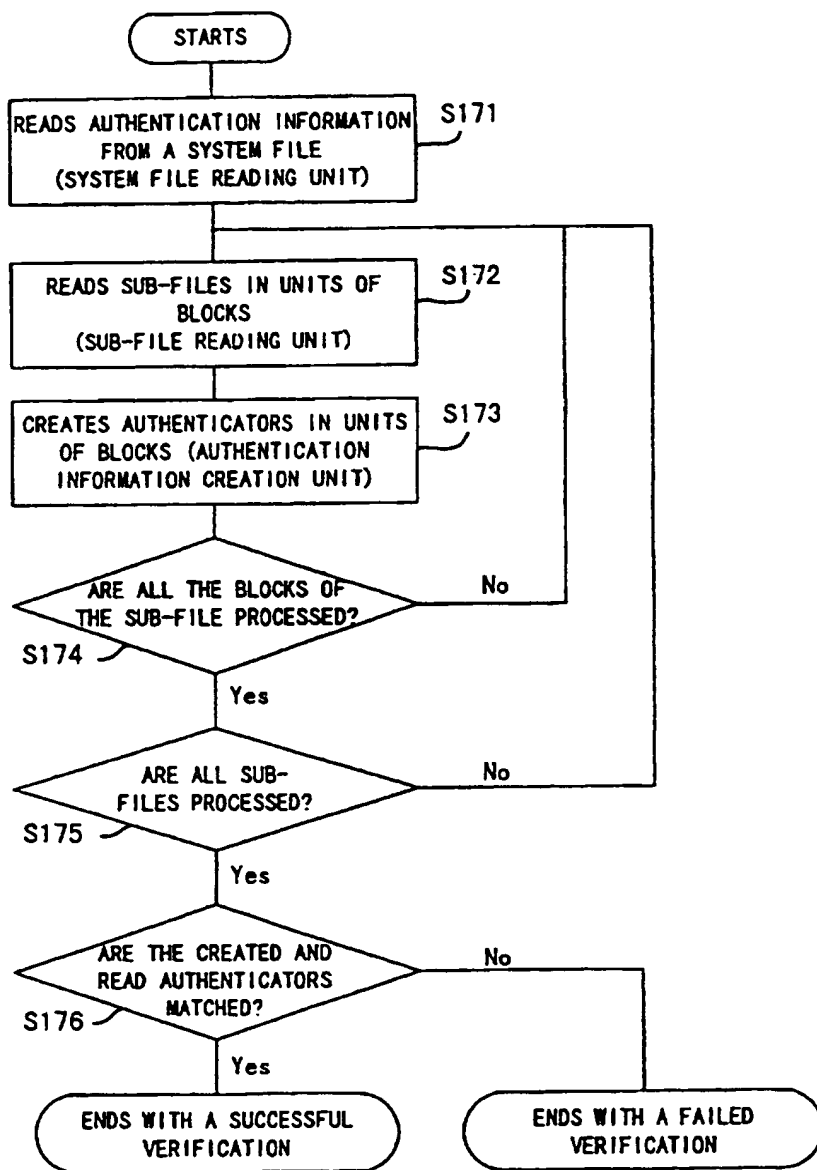 STARTS
READS AUTHENTICATION INFORMATION
FROM A SYSTEM FILE
(SYSTEM FILE READING UNIT)
S171
READS SUB-FILES IN UNITS OF
BLOCKS
(SUB-FILE READING UNIT)
S172
CREATES AUTHENTICATORS IN UNITS
OF BLOCKS (AUTHENTICATION
INFORMATION CREATION UNIT)
S173
ARE ALL THE BLOCKS OF
THE SUB-FILE PROCESSED?
No
S174
Yes
ARE ALL SUB-
FILES PROCESSED?
No
S175
Yes
ARE THE CREATED AND
READ AUTHENTICATORS
MATCHED?
No
S176
Yes
ENDS WITH A SUCCESSFUL
VERIFICATION
ENDS WITH A FAILED
VERIFICATION